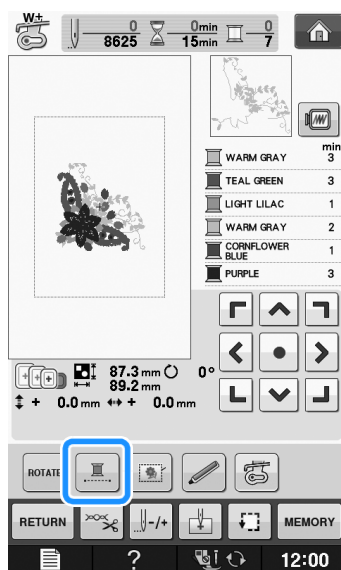 W+
0 0min 0
8625 15min 7
min
WARM GRAY 3
TEAL GREEN 3
LIGHT LILAC 1
WARM GRAY 2
CORNFLOWER BLUE 1
PURPLE 3
87.3 mm 0°
89.2 mm
+ 0.0 mm + 0.0 mm
ROTATE
RETURN -/+ MEMORY
? 12:00